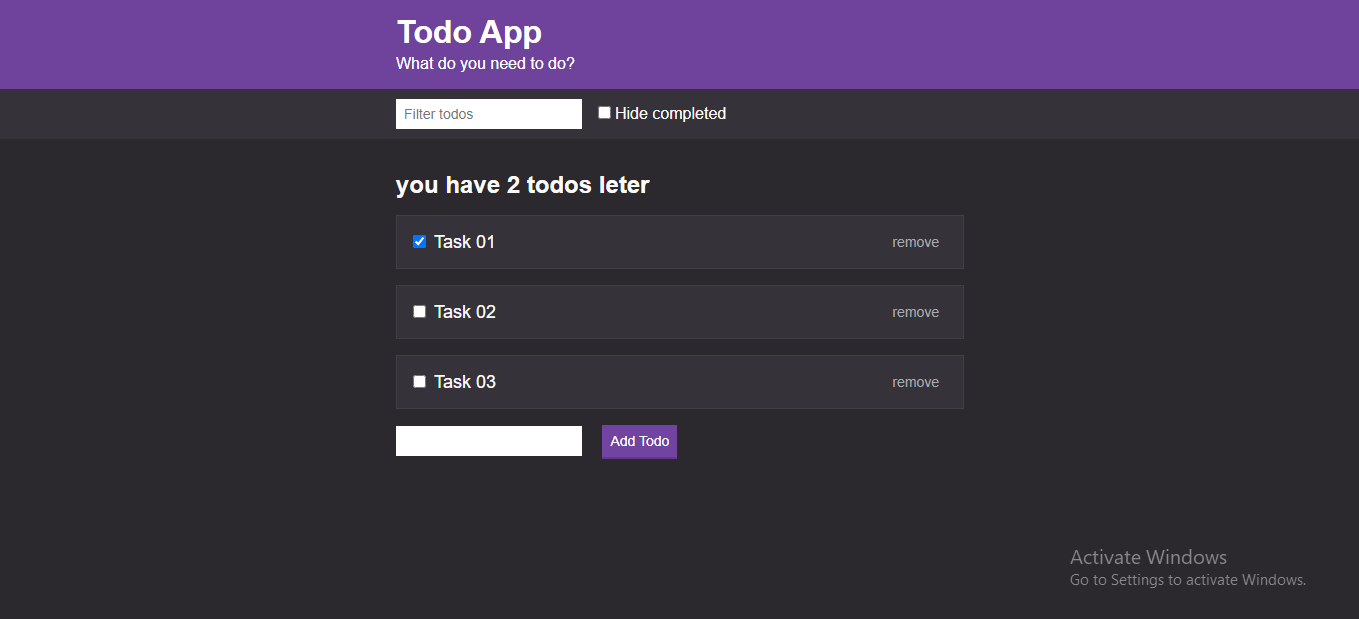 Todo App
What do you need to do?
Filter todos
Hide completed
you have 2 todos leter
Task 01 remove
Task 02 remove
Task 03 remove
Add Todo
Activate Windows
Go to Settings to activate Windows.